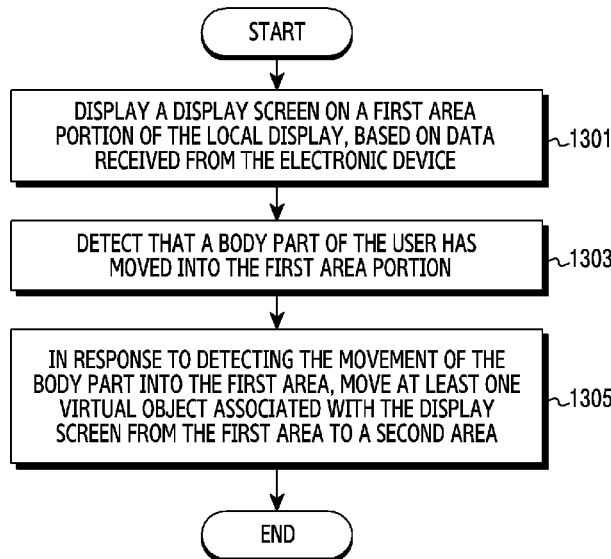 START
DISPLAY A DISPLAY SCREEN ON A FIRST AREA
PORTION OF THE LOCAL DISPLAY, BASED ON DATA
RECEIVED FROM THE ELECTRONIC DEVICE
1301
DETECT THAT A BODY PART OF THE USER HAS
MOVED INTO THE FIRST AREA PORTION
1303
IN RESPONSE TO DETECTING THE MOVEMENT OF THE
BODY PART INTO THE FIRST AREA, MOVE AT LEAST ONE
VIRTUAL OBJECT ASSOCIATED WITH THE DISPLAY
SCREEN FROM THE FIRST AREA TO A SECOND AREA
1305
END